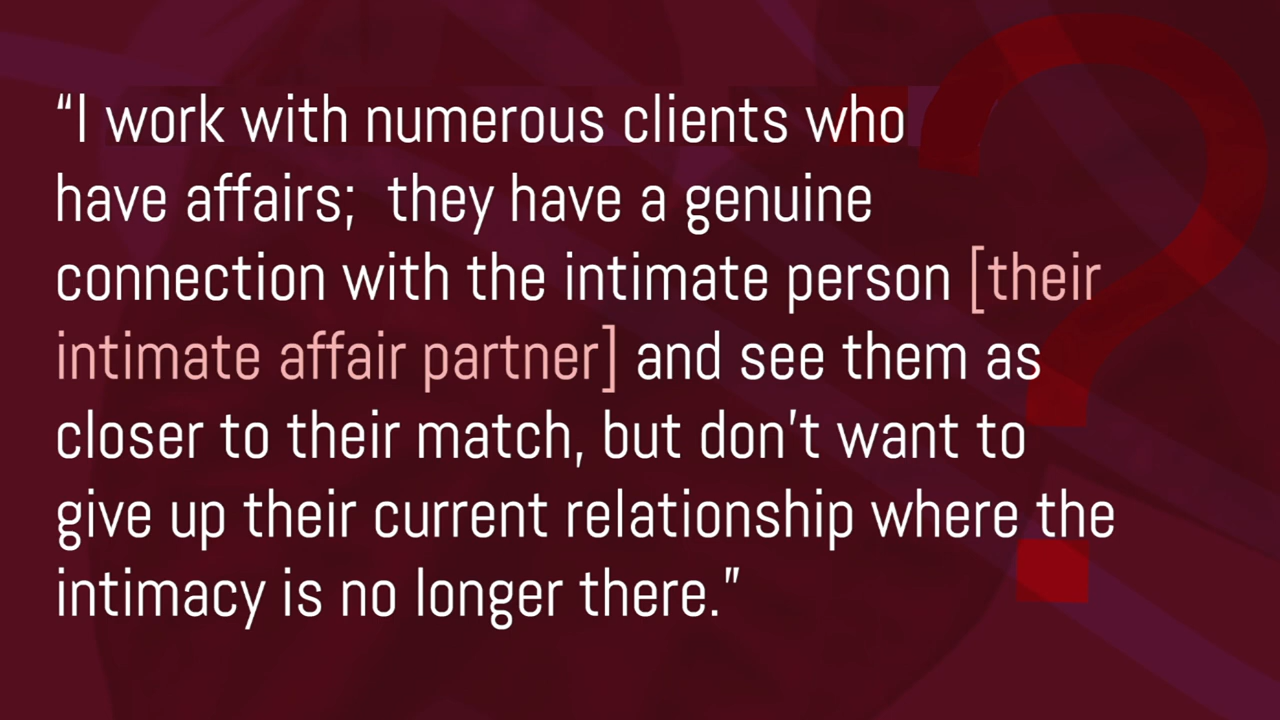 “I work with numerous clients who
have affairs;  they have a genuine
connection with the intimate person [their
intimate affair partner] and see them as
closer to their match, but don’t want to
give up their current relationship where the
intimacy is no longer there.”